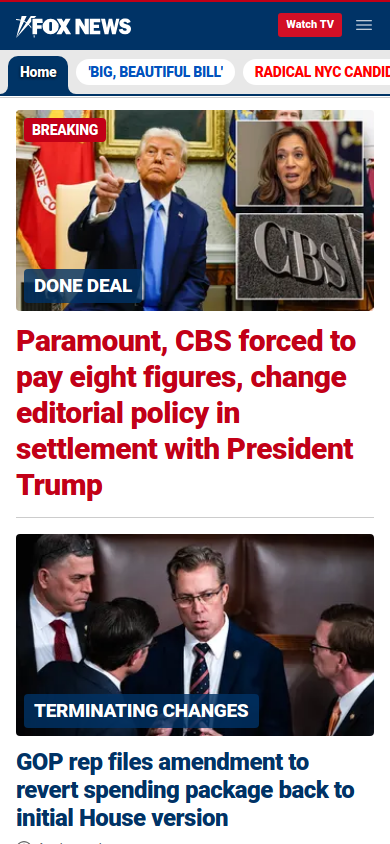 FOX NEWS
Watch TV
Home
'BIG, BEAUTIFUL BILL'
RADICAL NYC
BREAKING
CBS
DONE DEAL
Paramount, CBS forced to
pay eight figures, change
editorial policy in
settlement with President
Trump
TERMINATING CHANGES
GOP rep files amendment to
revert spending package back to
initial House version